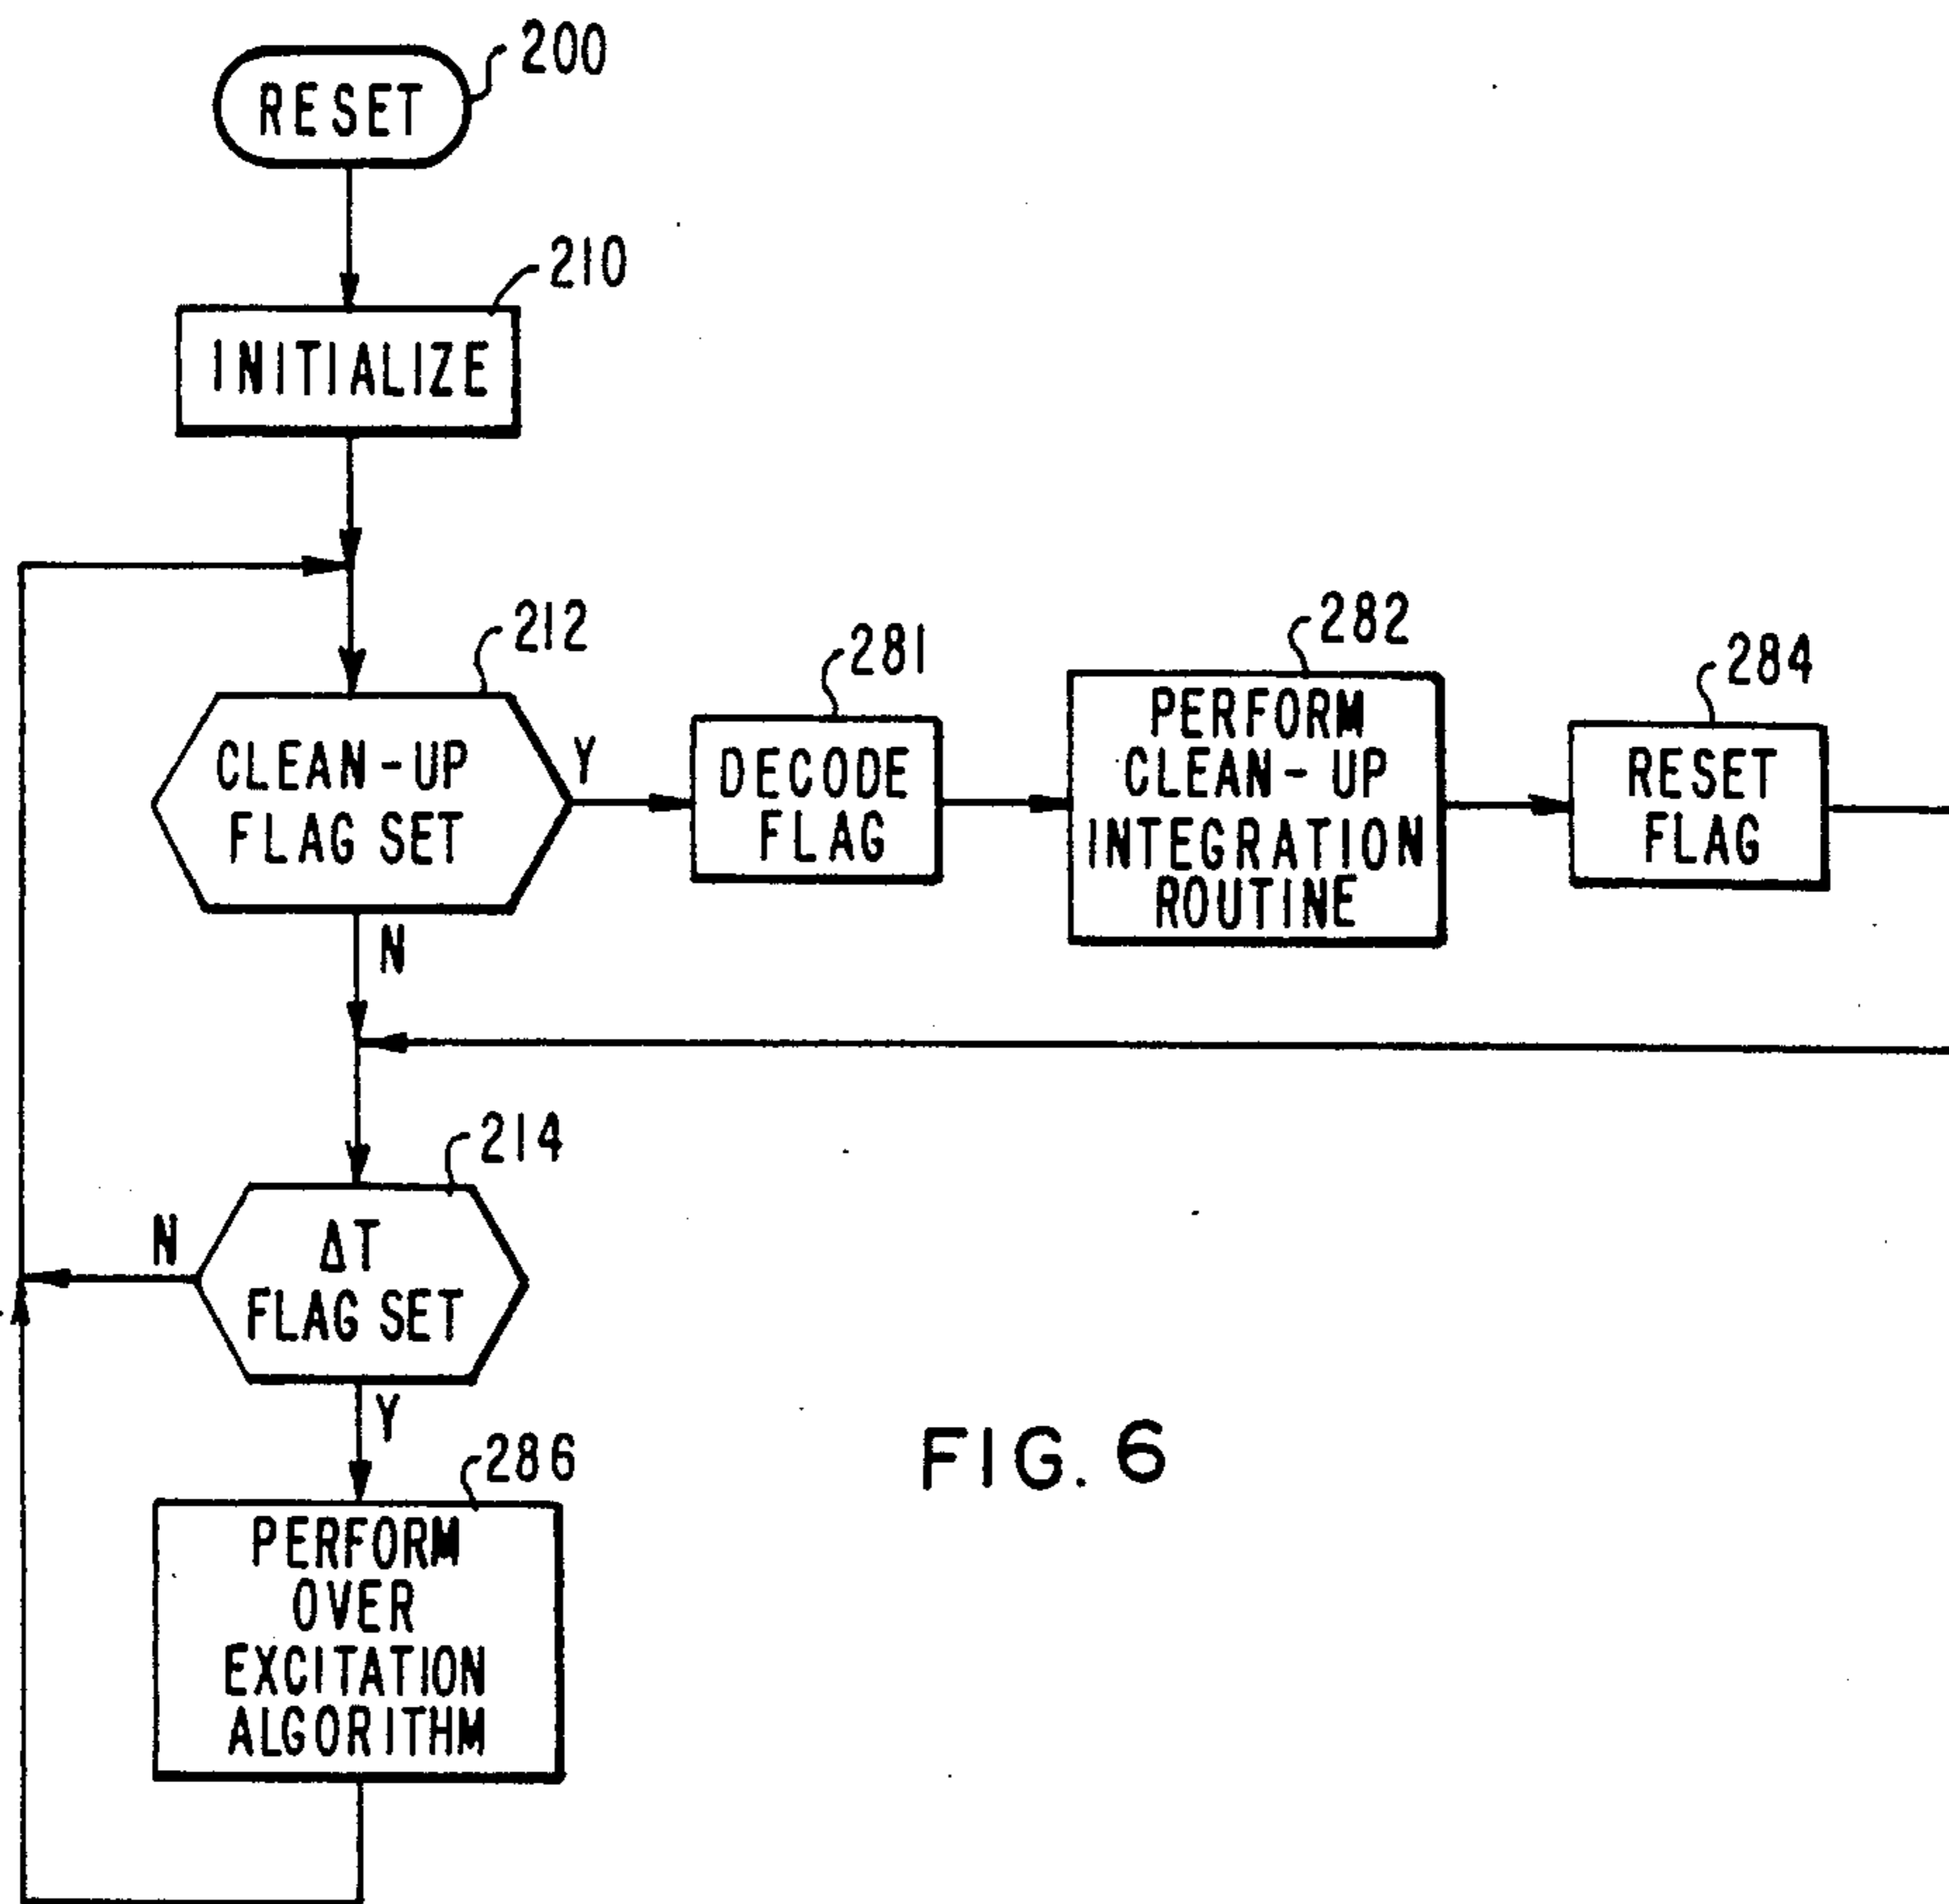 200
RESET
210
INITIALIZE
212
CLEAN-UP
FLAG SET
Y
N
281
DECODE
FLAG
282
PERFORM
CLEAN-UP
INTEGRATION
ROUTINE
284
RESET
FLAG
214
ΔT
FLAG SET
N
Y
286
PERFORM
OVER
EXCITATION
ALGORITHM
FIG. 6